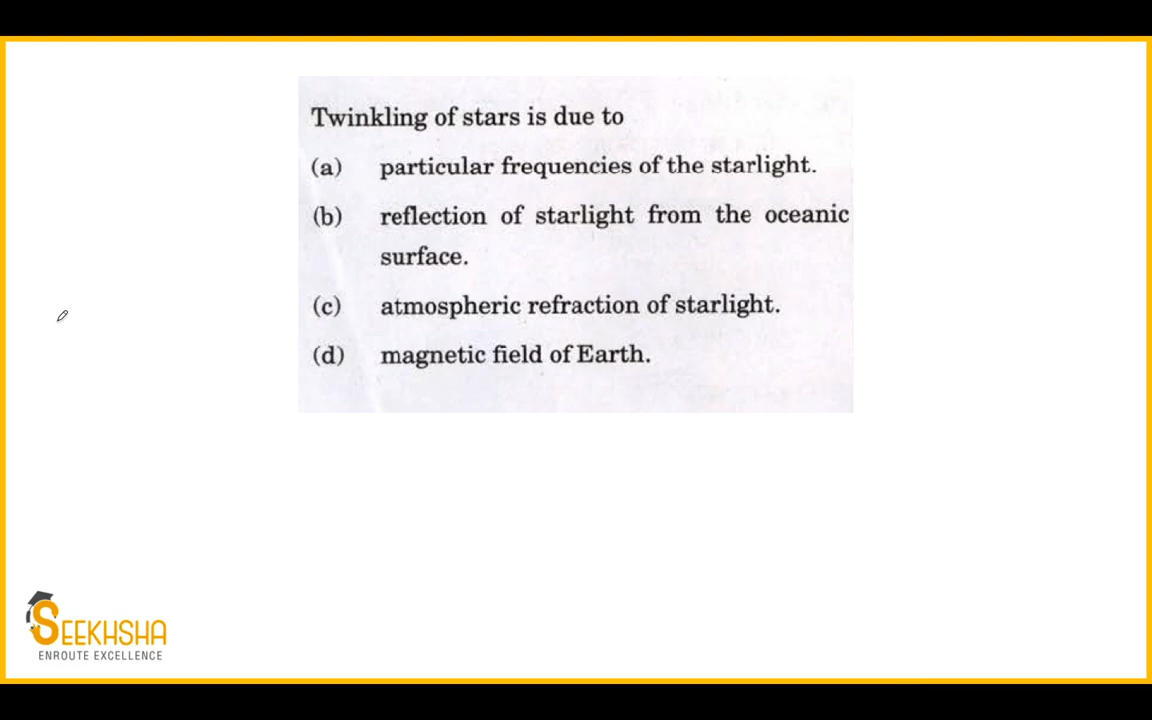 Twinkling of stars is due to
(a) particular frequencies of the starlight.
(b) reflection of starlight from the oceanic
surface.
(c) atmospheric refraction of starlight.
(d) magnetic field of Earth.
SEEKHSHA
ENROUTE EXCELLENCE